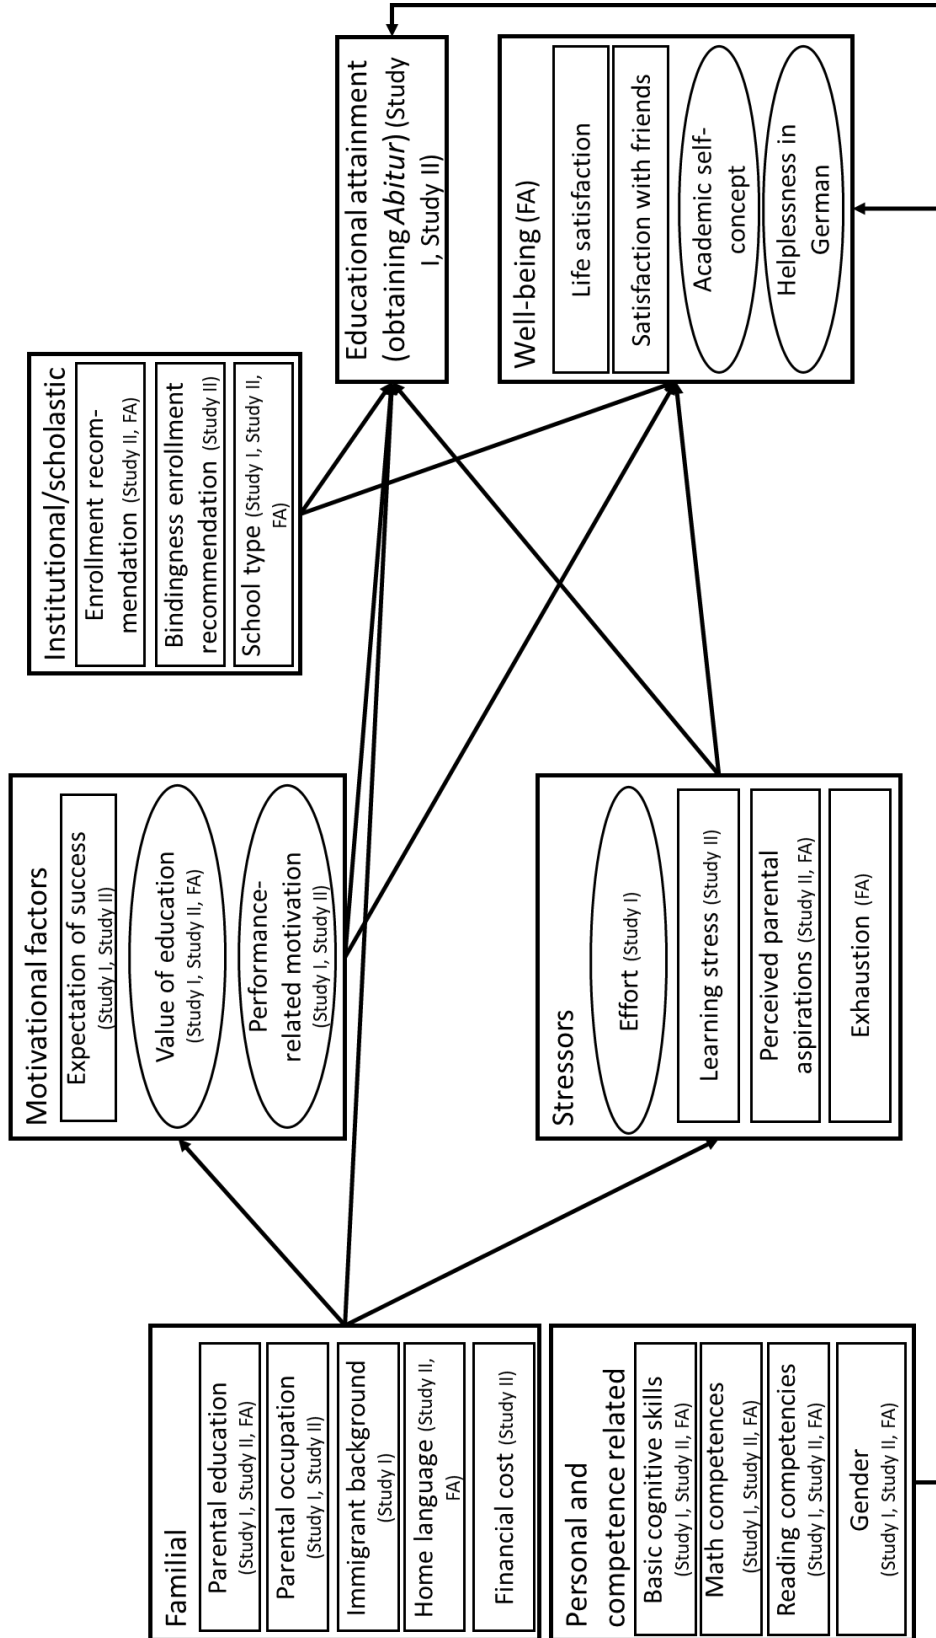 Familial
Parental education
(Study I, Study II, FA)
Parental occupation
(Study I, Study II)
Immigrant background
(Study I)
Home language (Study II,
FA)
Financial cost (Study II)
Personal and
competence related
Basic cognitive skills
(Study I, Study II, FA)
Math competences
(Study I, Study II, FA)
Reading competencies
(Study I, Study II, FA)
Gender
(Study I, Study II, FA)
Motivational factors
Expectation of success
(Study I, Study II)
Value of education
(Study I, Study II, FA)
Performance-
related motivation
(Study I, Study II)
Stressors
Effort (Study I)
Learning stress (Study II)
Perceived parental
aspirations (Study II, FA)
Exhaustion (FA)
Institutional/scholastic
Enrollment recom-
mendation (Study II, FA)
Bindingness enrollment
recommendation (Study II)
School type (Study I, Study II,
FA)
Educational attainment
(obtaining Abitur) (Study
I, Study II)
Well-being (FA)
Life satisfaction
Satisfaction with friends
Academic self-
concept
Helplessness in
German